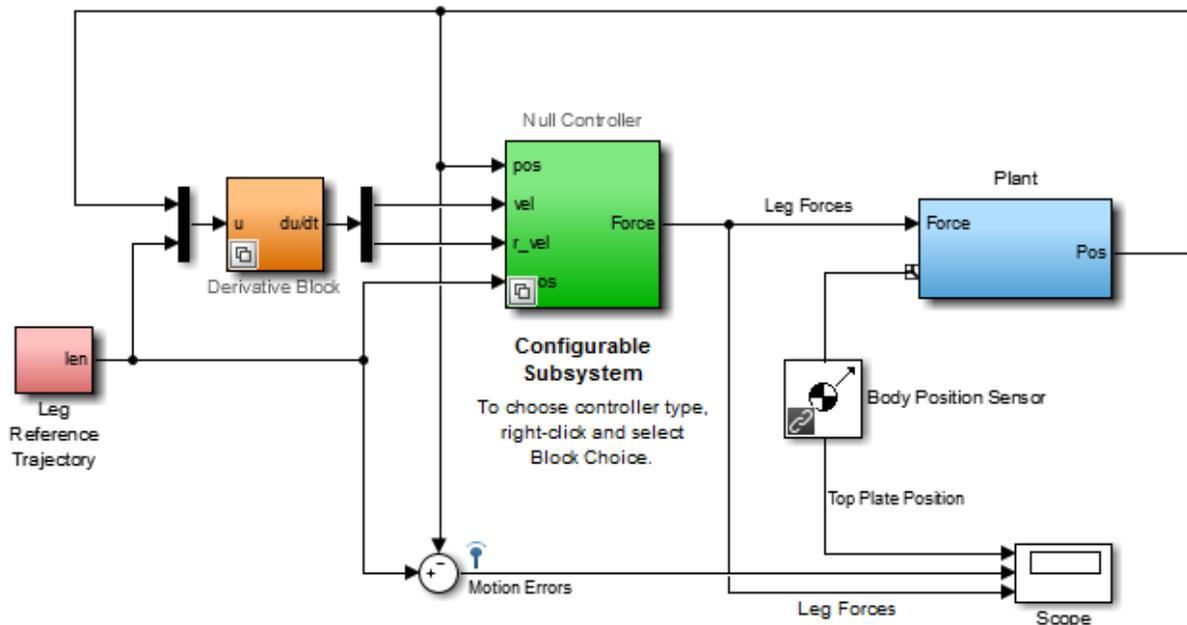 Null Controller
pos
vel
r_vel
os
Force
u
du/dt
Derivative Block
Leg Forces
Plant
Force
Pos
len
Leg
Reference
Trajectory
Configurable
Subsystem
To choose controller type,
right-click and select
Block Choice.
Body Position Sensor
Top Plate Position
Motion Errors
Leg Forces
Scope